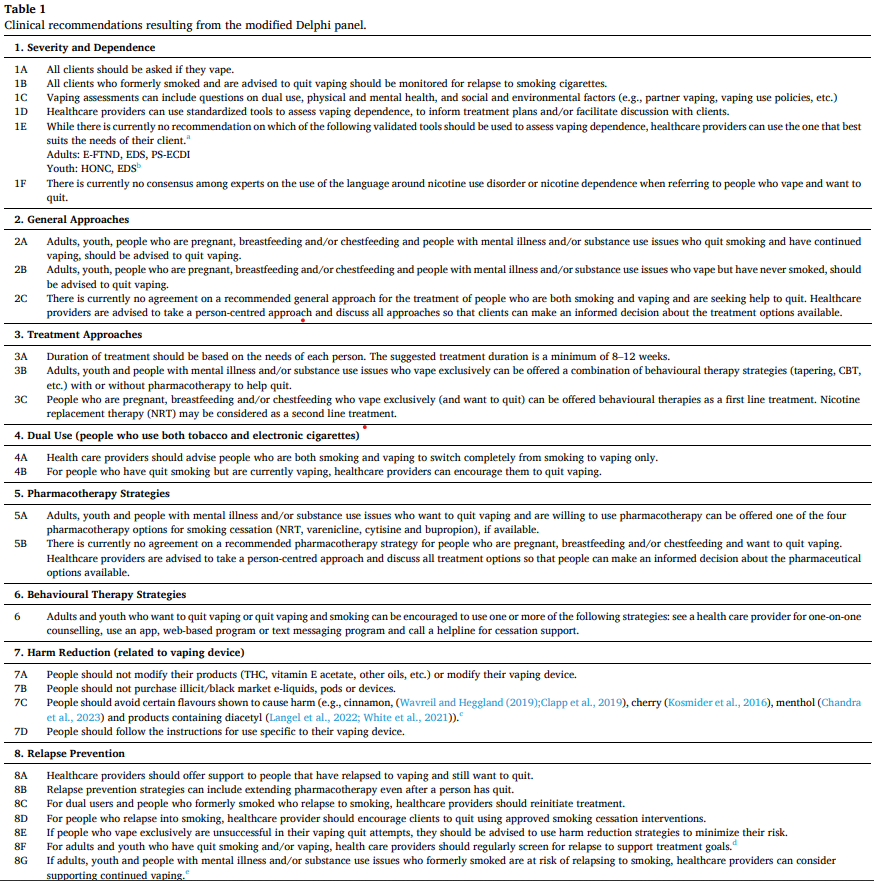 Table 1
Clinical recommendations resulting from the modified Delphi panel.
1. Severity and Dependence
1A All clients should be asked if they vape.
1B All clients who formerly smoked and are advised to quit vaping should be monitored for relapse to smoking cigarettes.
1C Vaping assessments can include questions on dual use, physical and mental health, and social and environmental factors (e.g., partner vaping, vaping use policies, etc.)
1D Healthcare providers can use standardized tools to assess vaping dependence, to inform treatment plans and/or facilitate discussion with clients.
1E While there is currently no recommendation on which of the following validated tools should be used to assess vaping dependence, healthcare providers can use the one that best
suits the needs of their client.a
Adults: E-FTND, EDS, PS-ECDI
Youth: HONC, EDSb
1F There is currently no consensus among experts on the use of the language around nicotine use disorder or nicotine dependence when referring to people who vape and want to
quit.
2. General Approaches
2A Adults, youth, people who are pregnant, breastfeeding and/or chestfeeding and people with mental illness and/or substance use issues who quit smoking and have continued
vaping, should be advised to quit vaping.
2B Adults, youth, people who are pregnant, breastfeeding and/or chestfeeding and people with mental illness and/or substance use issues who vape but have never smoked, should
be advised to quit vaping.
2C There is currently no agreement on a recommended general approach for the treatment of people who are both smoking and vaping and are seeking help to quit. Healthcare
providers are advised to take a person-centred approach and discuss all approaches so that clients can make an informed decision about the treatment options available.
3. Treatment Approaches
3A Duration of treatment should be based on the needs of each person. The suggested treatment duration is a minimum of 8–12 weeks.
3B Adults, youth and people with mental illness and/or substance use issues who vape exclusively can be offered a combination of behavioural therapy strategies (tapering, CBT,
etc.) with or without pharmacotherapy to help quit.
3C People who are pregnant, breastfeeding and/or chestfeeding who vape exclusively (and want to quit) can be offered behavioural therapies as a first line treatment. Nicotine
replacement therapy (NRT) may be considered as a second line treatment.
4. Dual Use (people who use both tobacco and electronic cigarettes)
4A Health care providers should advise people who are both smoking and vaping to switch completely from smoking to vaping only.
4B For people who have quit smoking but are currently vaping, healthcare providers can encourage them to quit vaping.
5. Pharmacotherapy Strategies
5A Adults, youth and people with mental illness and/or substance use issues who want to quit vaping and are willing to use pharmacotherapy can be offered one of the four
pharmacotherapy options for smoking cessation (NRT, varenicline, cytisine and bupropion), if available.
5B There is currently no agreement on a recommended pharmacotherapy strategy for people who are pregnant, breastfeeding and/or chestfeeding and want to quit vaping.
Healthcare providers are advised to take a person-centred approach and discuss all treatment options so that people can make an informed decision about the pharmaceutical
options available.
6. Behavioural Therapy Strategies
6 Adults and youth who want to quit vaping or quit vaping and smoking can be encouraged to use one or more of the following strategies: see a health care provider for one-on-one
counselling, use an app, web-based program or text messaging program and call a helpline for cessation support.
7. Harm Reduction (related to vaping device)
7A People should not modify their products (THC, vitamin E acetate, other oils, etc.) or modify their vaping device.
7B People should not purchase illicit/black market e-liquids, pods or devices.
7C People should avoid certain flavours shown to cause harm (e.g., cinnamon, (Wavreil and Heggland (2019);Clapp et al., 2019), cherry (Kosmider et al., 2016), menthol (Chandra
et al., 2023) and products containing diacetyl (Langel et al., 2022; White et al., 2021)).c
7D People should follow the instructions for use specific to their vaping device.
8. Relapse Prevention
8A Healthcare providers should offer support to people that have relapsed to vaping and still want to quit.
8B Relapse prevention strategies can include extending pharmacotherapy even after a person has quit.
8C For dual users and people who formerly smoked who relapse to smoking, healthcare providers should reinitiate treatment.
8D For people who relapse into smoking, healthcare provider should encourage clients to quit using approved smoking cessation interventions.
8E If people who vape exclusively are unsuccessful in their vaping quit attempts, they should be advised to use harm reduction strategies to minimize their risk.
8F For adults and youth who have quit smoking and/or vaping, health care providers should regularly screen for relapse to support treatment goals.d
8G If adults, youth and people with mental illness and/or substance use issues who formerly smoked are at risk of relapsing to smoking, healthcare providers can consider
supporting continued vaping.e